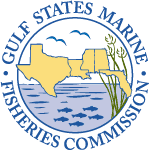 GULF STATES MARINE
FISHERIES COMMISSION